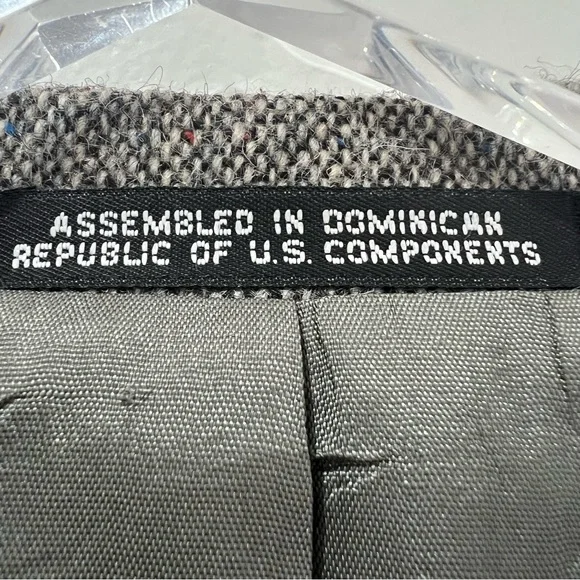 ASSEMBLED IN DOMINICAN
REPUBLIC OF U.S. COMPONENTS